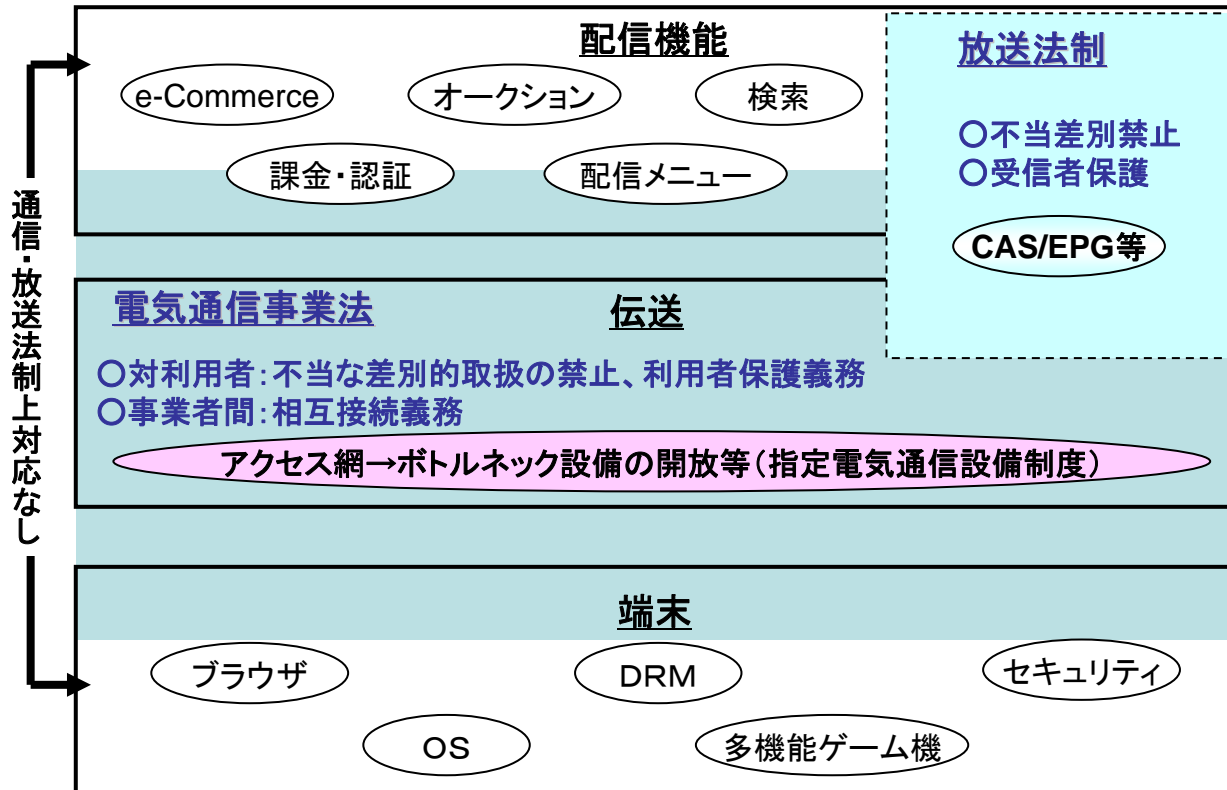 配信機能
e-Commerce
オークション
検索
課金・認証
配信メニュー
放送法制
○不当差別禁止
○受信者保護
CAS/EPG等
通信・放送法制上対応なし
電気通信事業法
伝送
○対利用者:不当な差別的取扱の禁止、利用者保護義務
○事業者間:相互接続義務
アクセス網→ボトルネック設備の開放等(指定電気通信設備制度)
端末
ブラウザ
DRM
セキュリティ
OS
多機能ゲーム機